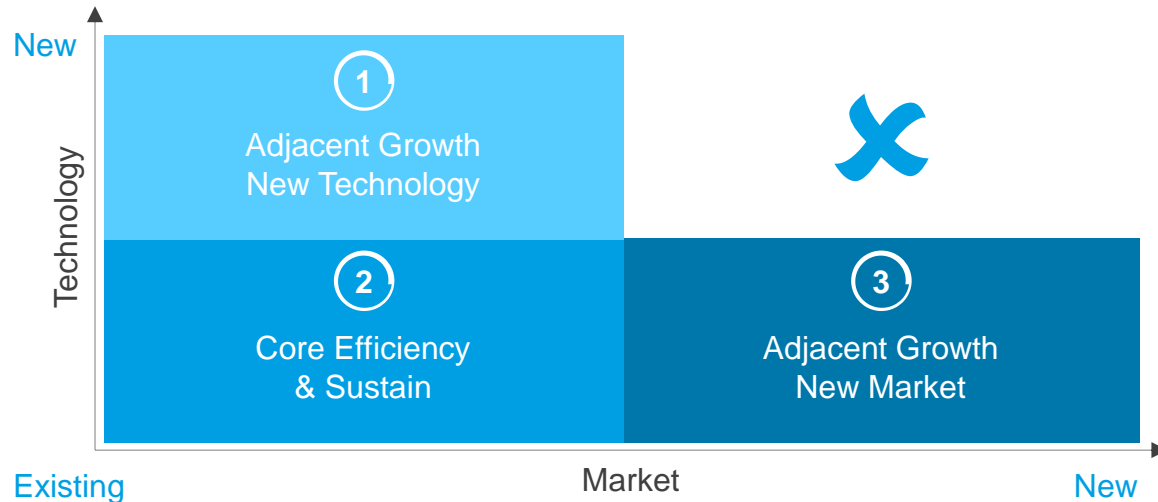 New
1
Adjacent Growth
New Technology
Technology
2
Core Efficiency
& Sustain
3
Adjacent Growth
New Market
Existing
Market
New